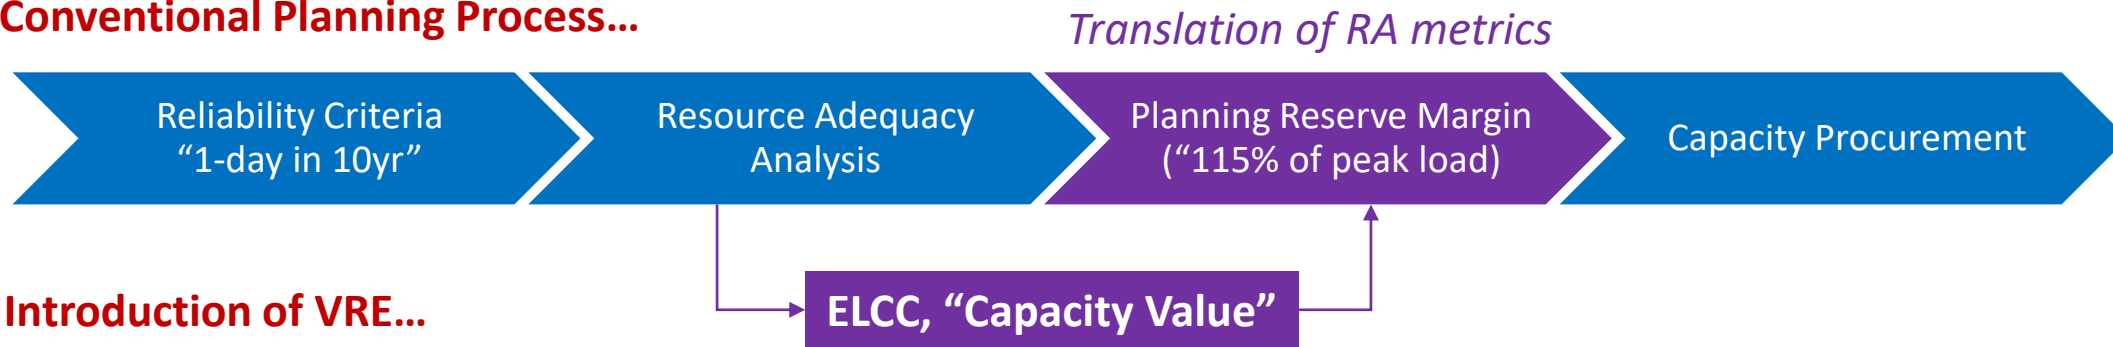 Conventional Planning Process…
Translation of RA metrics
Reliability Criteria
“1-day in 10yr”
Resource Adequacy
Analysis
Planning Reserve Margin
(“115% of peak load)
Capacity Procurement
ELCC, “Capacity Value”
Introduction of VRE…